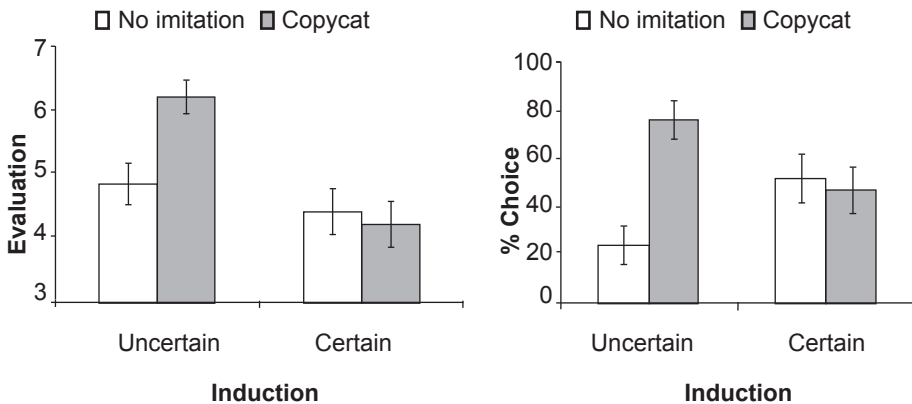 No imitation Copycat
7
6
5
4
3
Evaluation
Uncertain Certain
Induction
No imitation Copycat
100
80
60
40
20
0
% Choice
Uncertain Certain
Induction